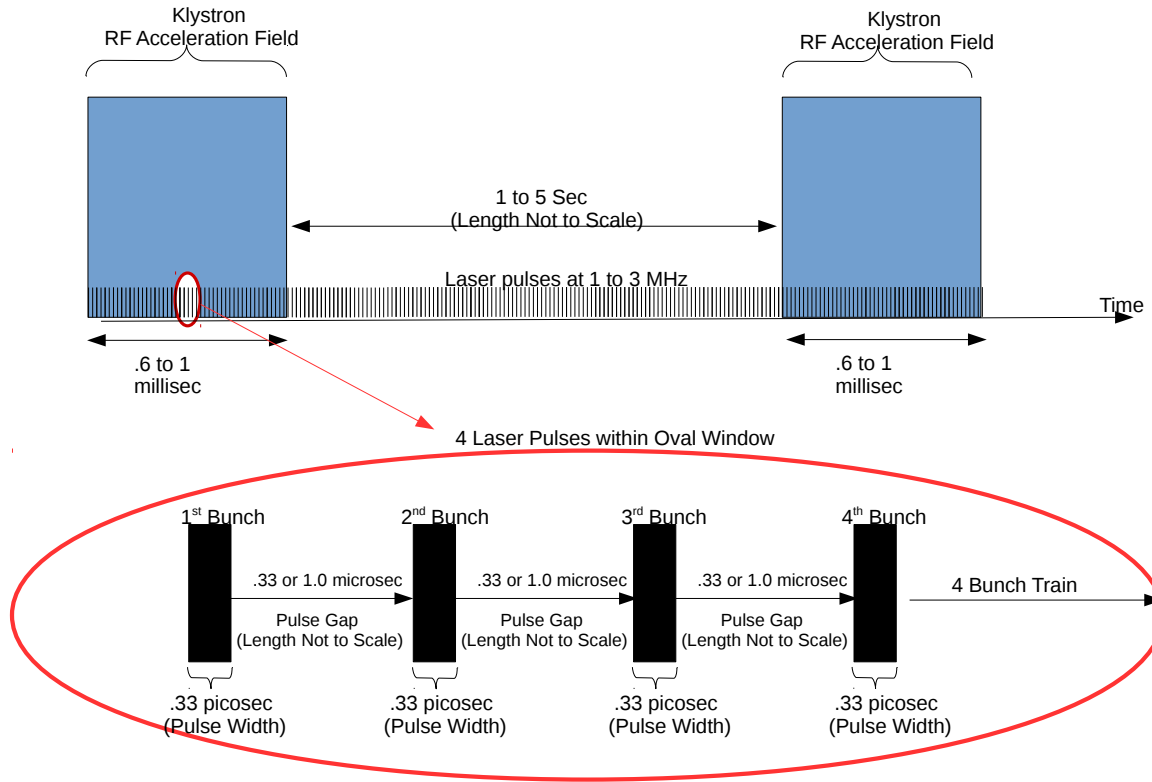 Klystron
RF Acceleration Field
Klystron
RF Acceleration Field
1 to 5 Sec
(Length Not to Scale)
Laser pulses at 1 to 3 MHz
Time
.6 to 1
millisec
.6 to 1
millisec
4 Laser Pulses within Oval Window
1st Bunch
2nd Bunch
3rd Bunch
4th Bunch
.33 or 1.0 microsec
.33 or 1.0 microsec
.33 or 1.0 microsec
4 Bunch Train
Pulse Gap
(Length Not to Scale)
Pulse Gap
(Length Not to Scale)
Pulse Gap
(Length Not to Scale)
.33 picosec
(Pulse Width)
.33 picosec
(Pulse Width)
.33 picosec
(Pulse Width)
.33 picosec
(Pulse Width)